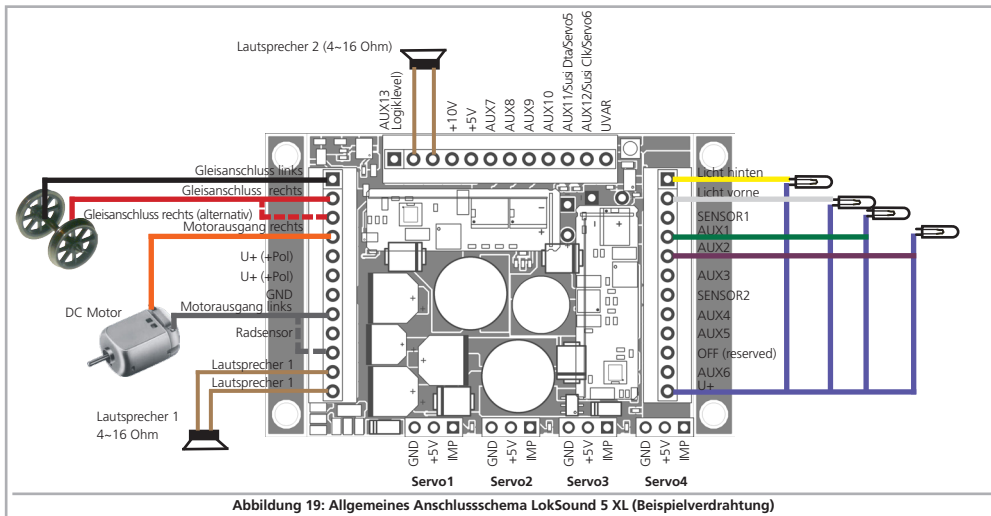 Lautsprecher 2 (4~16 Ohm)
AUX13
Logiklevel)
+10V
+5V
AUX7
AUX8
AUX9
AUX10
AUX11/Susi Dta/Servo5
AUX12/Susi Clk/Servo6
UVAR
Gleisanschluss links
Gleisanschluss rechts
Gleisanschluss rechts (alternativ)
Motorausgang rechts
U+ (+Pol)
U+ (+Pol)
GND
Motorausgang links
Radsensor
Lautsprecher 1
Lautsprecher 1
DC Motor
Lautsprecher 1
4~16 Ohm
Licht hinten
Licht vorne
SENSOR1
AUX1
AUX2
AUX3
SENSOR2
AUX4
AUX5
OFF (reserved)
AUX6
U+
GND
+5V
IMP
GND
+5V
IMP
GND
+5V
IMP
GND
+5V
IMP
Servo1
Servo2
Servo3
Servo4
Abbildung 19: Allgemeines Anschlussschema LokSound 5 XL (Beispielverdrahtung)